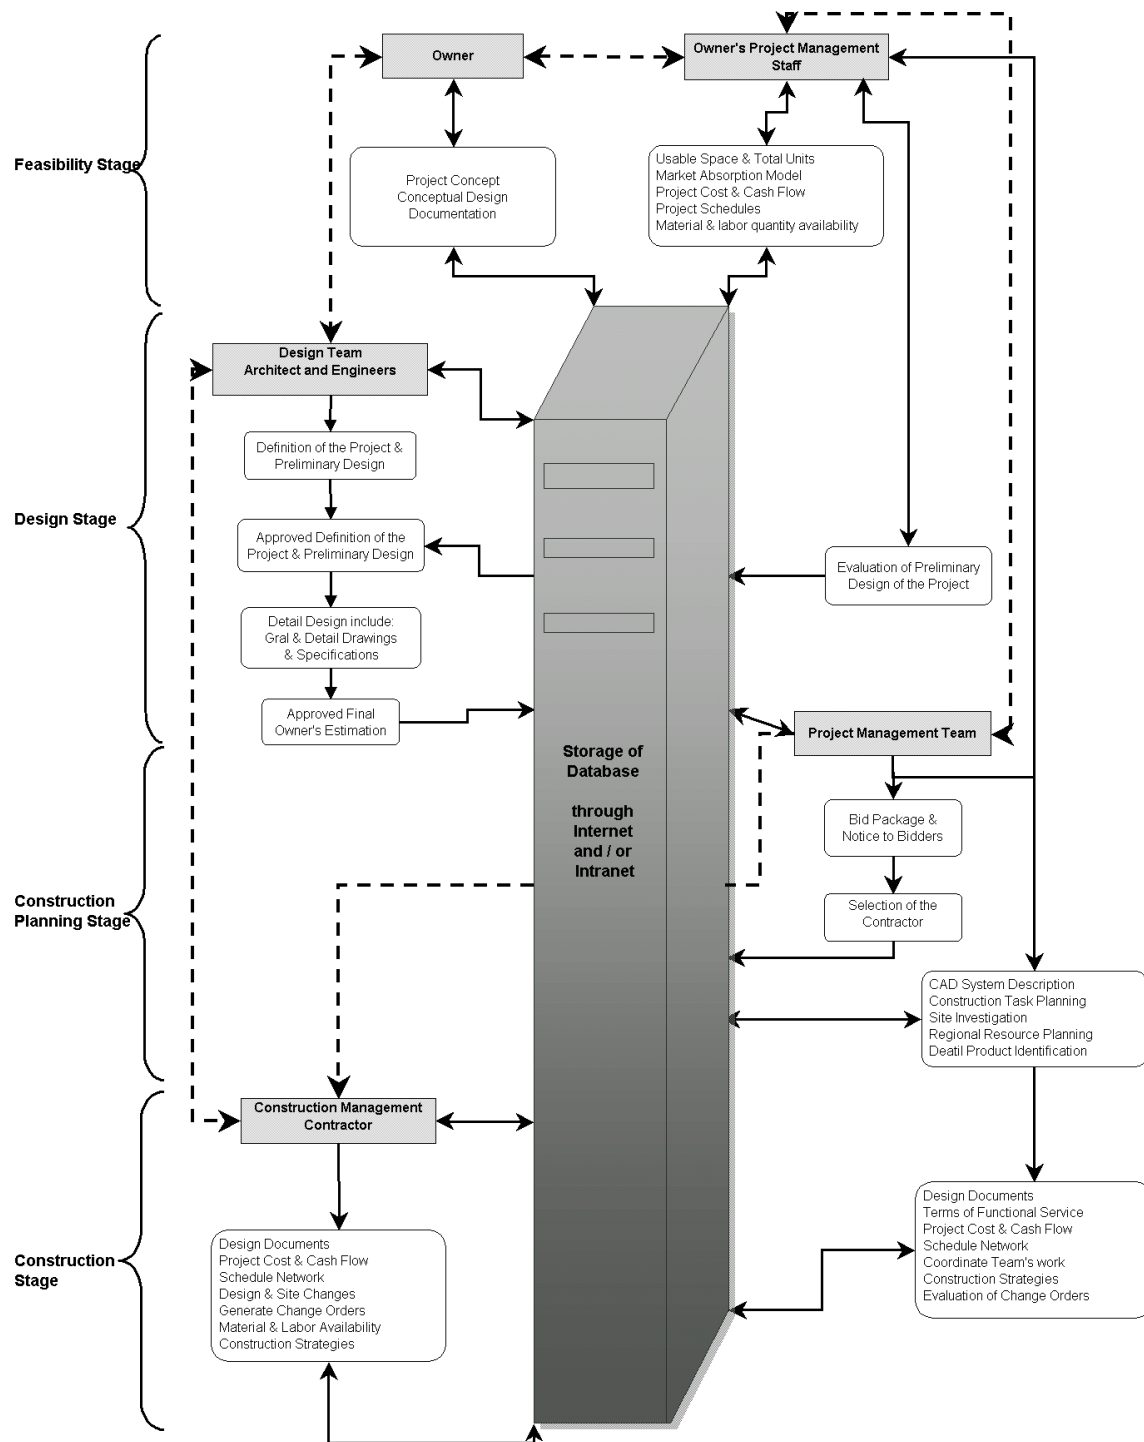 Owner
Owner's Project Management
Staff
Feasibility Stage
Project Concept
Conceptual Design
Documentation
Usable Space & Total Units
Market Absorption Model
Project Cost & Cash Flow
Project Schedules
Material & labor quantity availability
Design Team
Architect and Engineers
Definition of the Project &
Preliminary Design
Design Stage
Approved Definition of the
Project & Preliminary Design
Evaluation of Preliminary
Design of the Project
Detail Design include:
Gral & Detail Drawings
& Specifications
Approved Final
Owner's Estimation
Project Management Team
Storage of
Database
through
Internet
and / or
Intranet
Bid Package &
Notice to Bidders
Construction
Planning Stage
Selection of the
Contractor
CAD System Description
Construction Task Planning
Site Investigation
Regional Resource Planning
Deatil Product Identification
Construction Management
Contractor
Construction
Stage
Design Documents
Project Cost & Cash Flow
Schedule Network
Design & Site Changes
Generate Change Orders
Material & Labor Availability
Construction Strategies
Design Documents
Terms of Functional Service
Project Cost & Cash Flow
Schedule Network
Coordinate Team's work
Construction Strategies
Evaluation of Change Orders